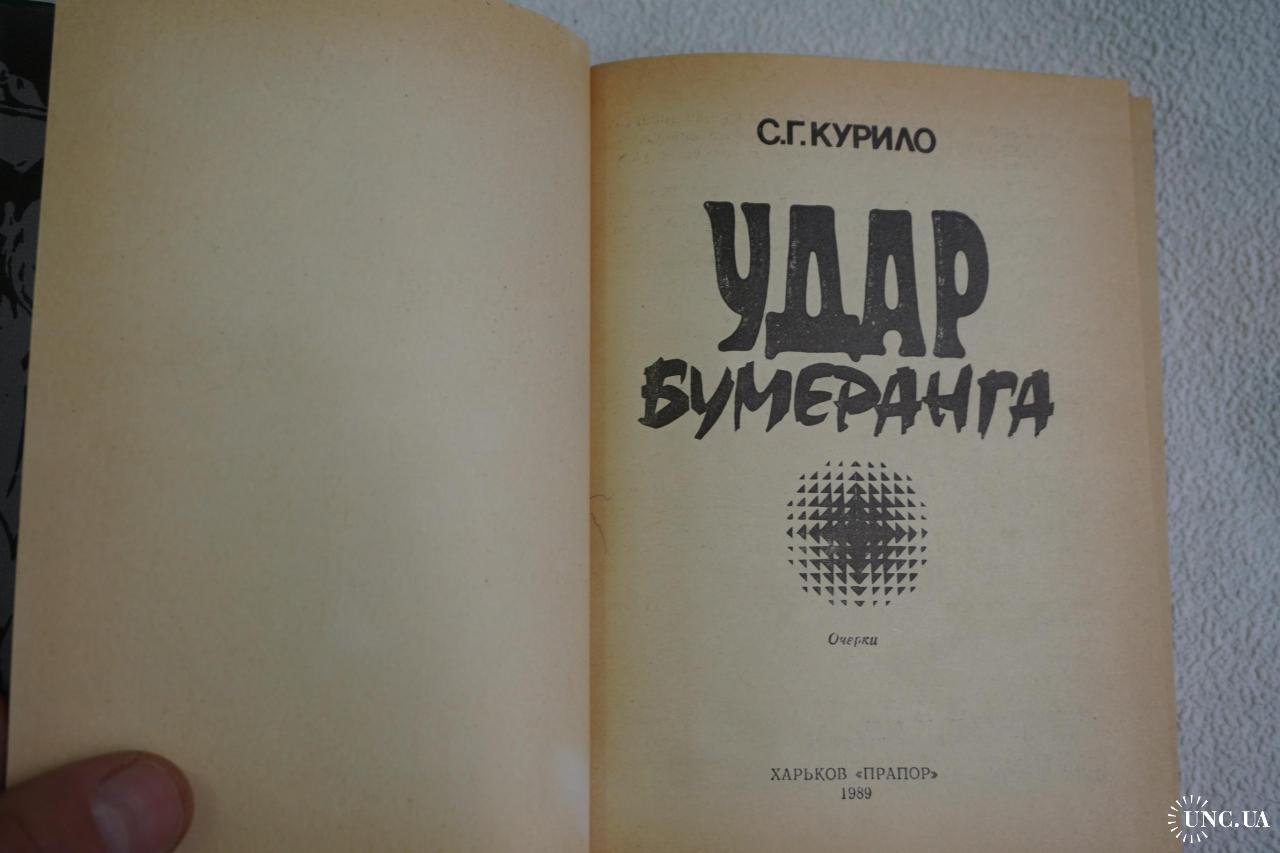 С.Г.КУРИЛО
УДАР
БУМЕРАНГА
Очерки
ХАРЬКОВ «ПРАПОР»
1989
UNC.UA